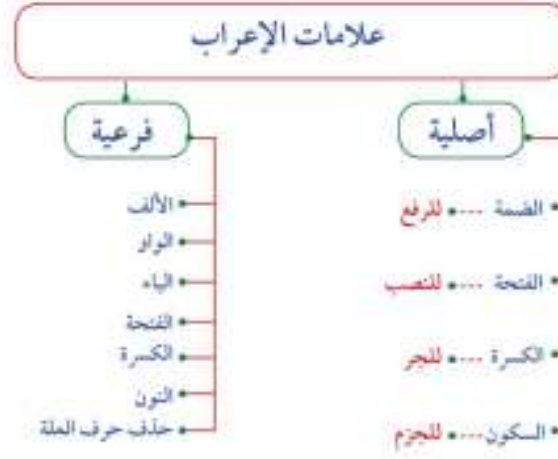 علامات الإعراب
أصلية
الضمة ---- للرفع
الفتحة ---- للنصب
الكسرة ---- للجر
السكون ---- للجزم
فرعية
الألف
الواو
الياء
الفتحة
الكسرة
النون
حذف حرف العلة